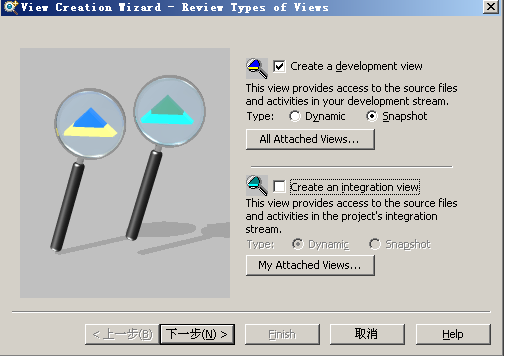 View Creation Wizard - Review Types of Views
Create a development view
This view provides access to the source files
and activities in your development stream.
Type: Dynamic Snapshot
All Attached Views...
Create an integration view
This view provides access to the source files
and activities in the project's integration
stream.
Type: Dynamic Snapshot
My Attached Views...
<上一步(B) 下一步(N) > Finish 取消 Help